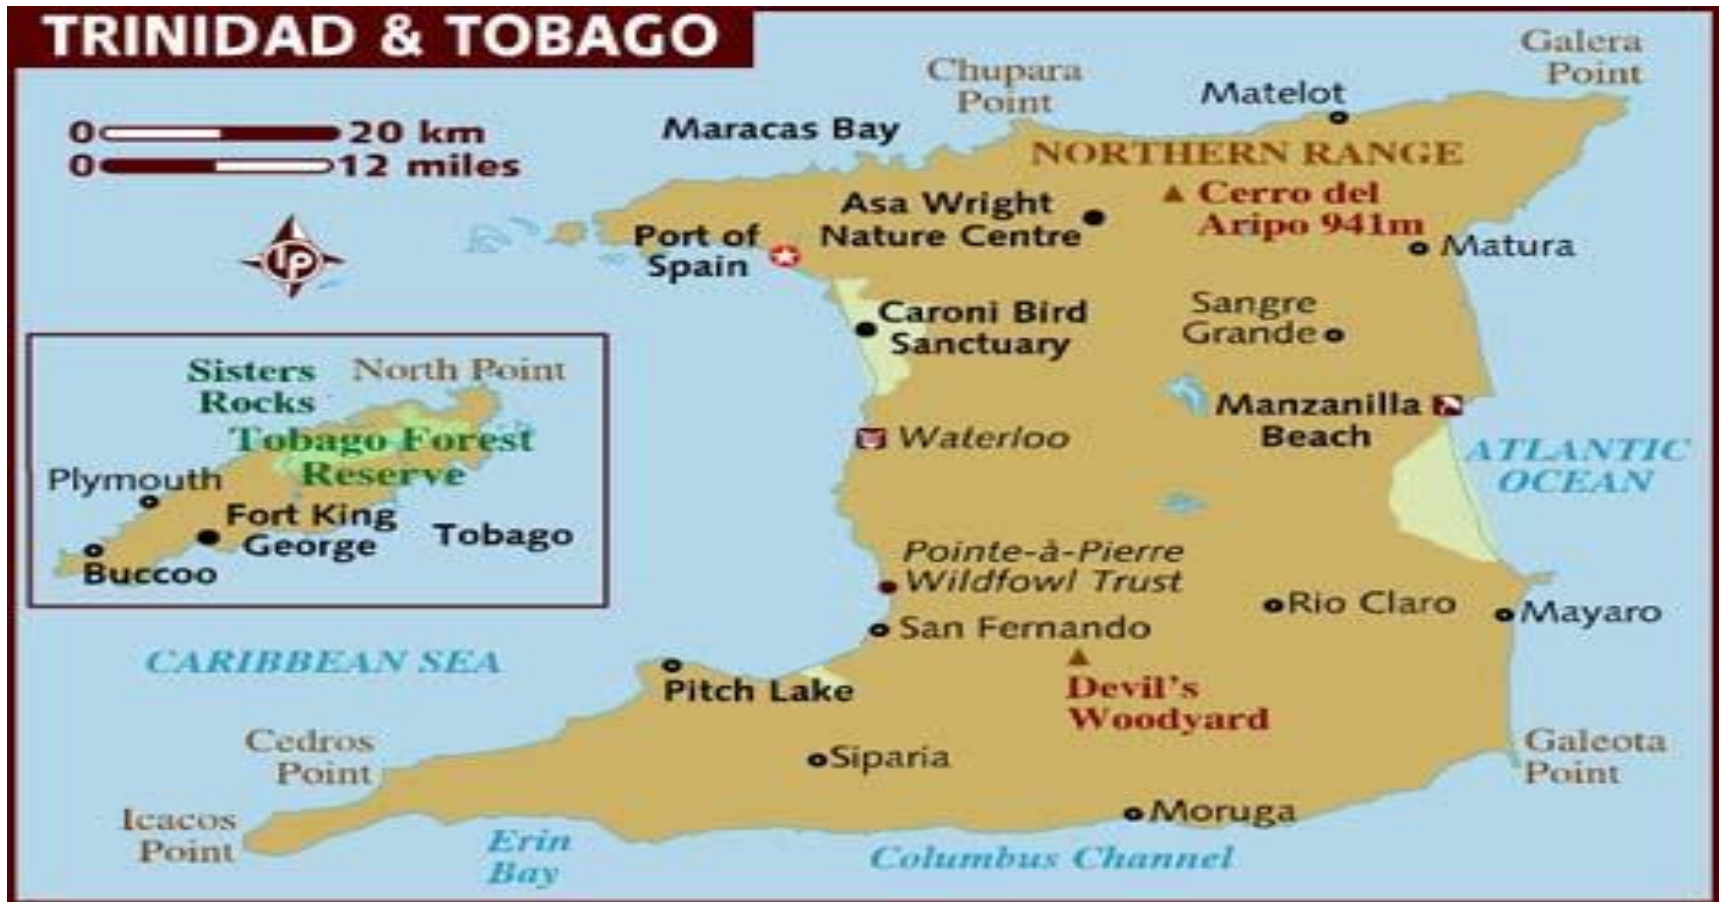 TRINIDAD & TOBAGO
Galera
Point
Chupara
Point
Matelot
0 20 km
0 12 miles
Maracas Bay
NORTHERN RANGE
Cerro del
Aripo 941m
Asa Wright
Nature Centre
Port of
Spain
Matura
LP
Caroni Bird
Sanctuary
Sangre
Grande
Sisters
Rocks
North Point
Tobago Forest
Reserve
Plymouth
Fort King
George
Tobago
Buccoo
Waterloo
Manzanilla
Beach
ATLANTIC
OCEAN
Pointe-à-Pierre
Wildfowl Trust
San Fernando
Rio Claro
Mayaro
CARIBBEAN SEA
Pitch Lake
Devil's
Woodyard
Cedros
Point
Siparia
Galeota
Point
Icacos
Point
Moruga
Erin
Bay
Columbus Channel